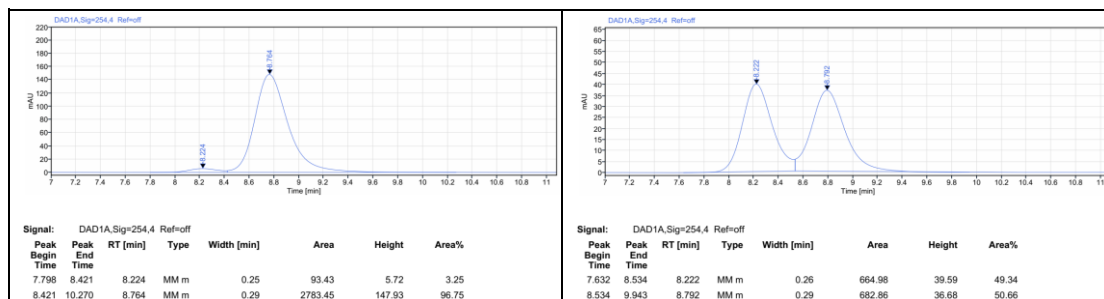 DAD1A,Sig=254,4 Ref=off
220
200
180
160
140
120
100
80
60
40
20
0
mAU
8.224
8.764
7 7.2 7.4 7.6 7.8 8 8.2 8.4 8.6 8.8 9 9.2 9.4 9.6 9.8 10 10.2 10.4 10.6 10.8 11
Time [min]
Signal: DAD1A,Sig=254,4 Ref=off
Peak Begin Time Peak End Time RT [min] Type Width [min] Area Height Area%
7.798 8.421 8.224 MM m 0.25 93.43 5.72 3.25
8.421 10.270 8.764 MM m 0.29 2783.45 147.93 96.75
DAD1A,Sig=254,4 Ref=off
65
60
55
50
45
40
35
30
25
20
15
10
5
0
mAU
8.222
8.792
7 7.2 7.4 7.6 7.8 8 8.2 8.4 8.6 8.8 9 9.2 9.4 9.6 9.8 10 10.2 10.4 10.6 10.8 11
Time [min]
Signal: DAD1A,Sig=254,4 Ref=off
Peak Begin Time Peak End Time RT [min] Type Width [min] Area Height Area%
7.632 8.534 8.222 MM m 0.26 664.98 39.59 49.34
8.534 9.943 8.792 MM m 0.29 682.86 36.68 50.66